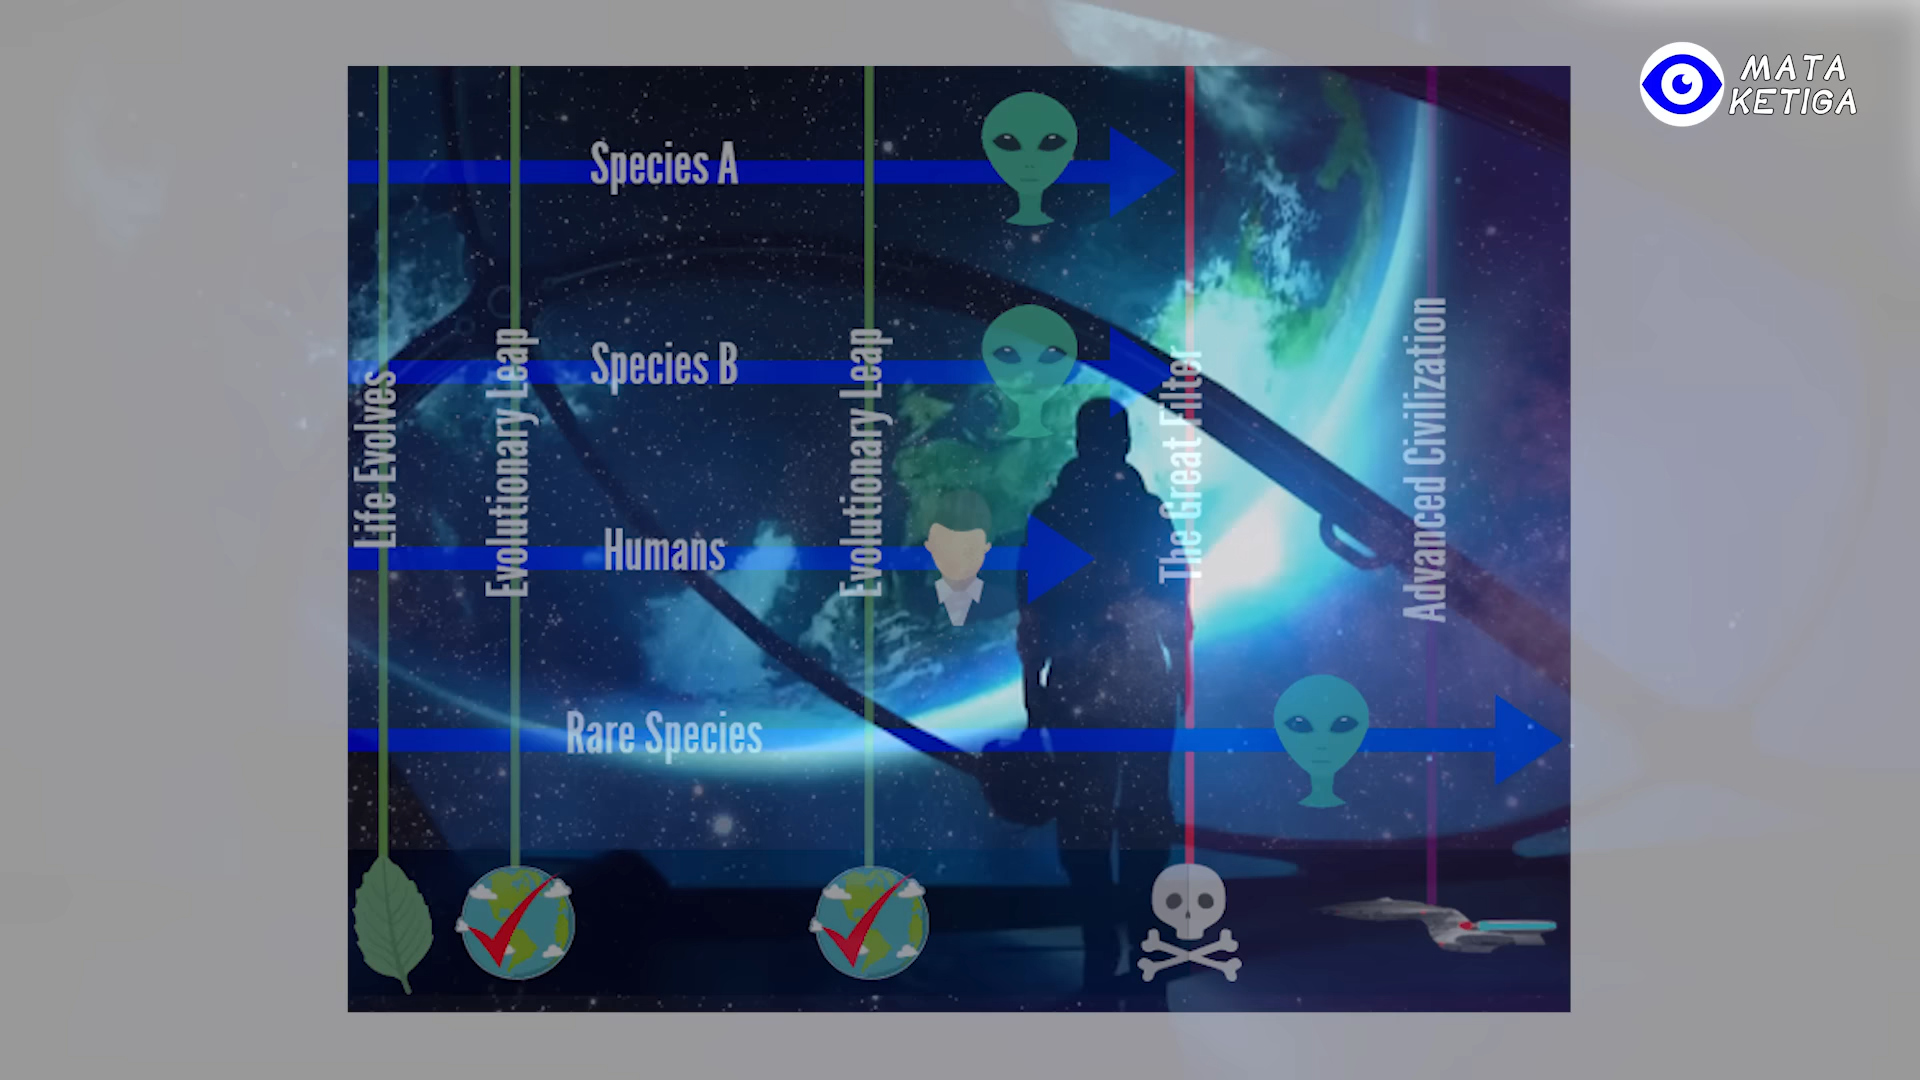 MATA
KETIGA
Species A
Species B
Humans
Rare Species
Life Evolves
Evolutionary Leap
Evolutionary Leap
The Great Filter
Advanced Civilization